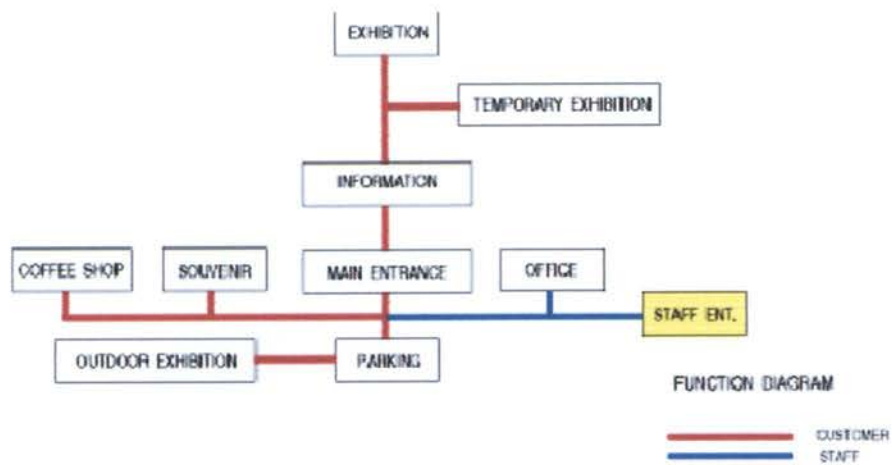 EXHIBITION
TEMPORARY EXHIBITION
INFORMATION
COFFEE SHOP
SOUVENIR
MAIN ENTRANCE
OFFICE
STAFF ENT.
OUTDOOR EXHIBITION
PARKING
FUNCTION DIAGRAM
CUSTOMER
STAFF